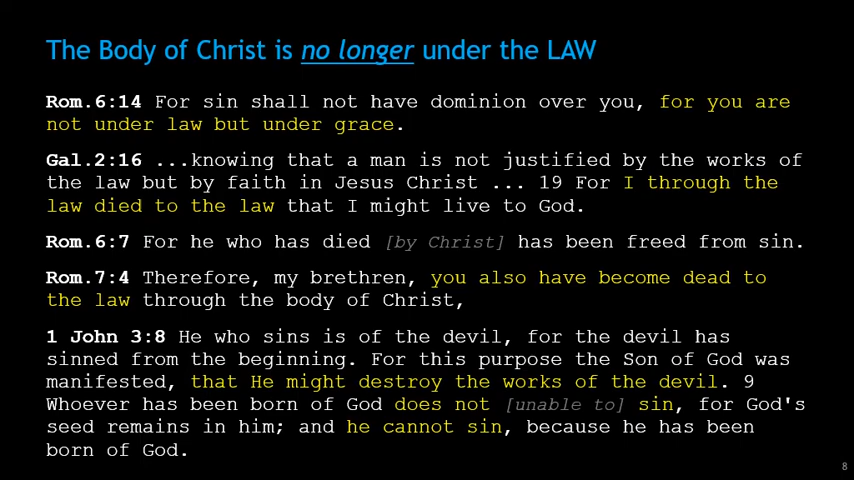 The Body of Christ is no longer under the LAW
Rom.6:14 For sin shall not have dominion over you, for you are
not under law but under grace.
Gal.2:16 ...knowing that a man is not justified by the works of
the law but by faith in Jesus Christ ... 19 For I through the
law died to the law that I might live to God.
Rom.6:7 For he who has died [by Christ] has been freed from sin.
Rom.7:4 Therefore, my brethren, you also have become dead to
the law through the body of Christ,
1 John 3:8 He who sins is of the devil, for the devil has
sinned from the beginning. For this purpose the Son of God was
manifested, that He might destroy the works of the devil. 9
Whoever has been born of God does not [unable to] sin, for God's
seed remains in him; and he cannot sin, because he has been
born of God.
8